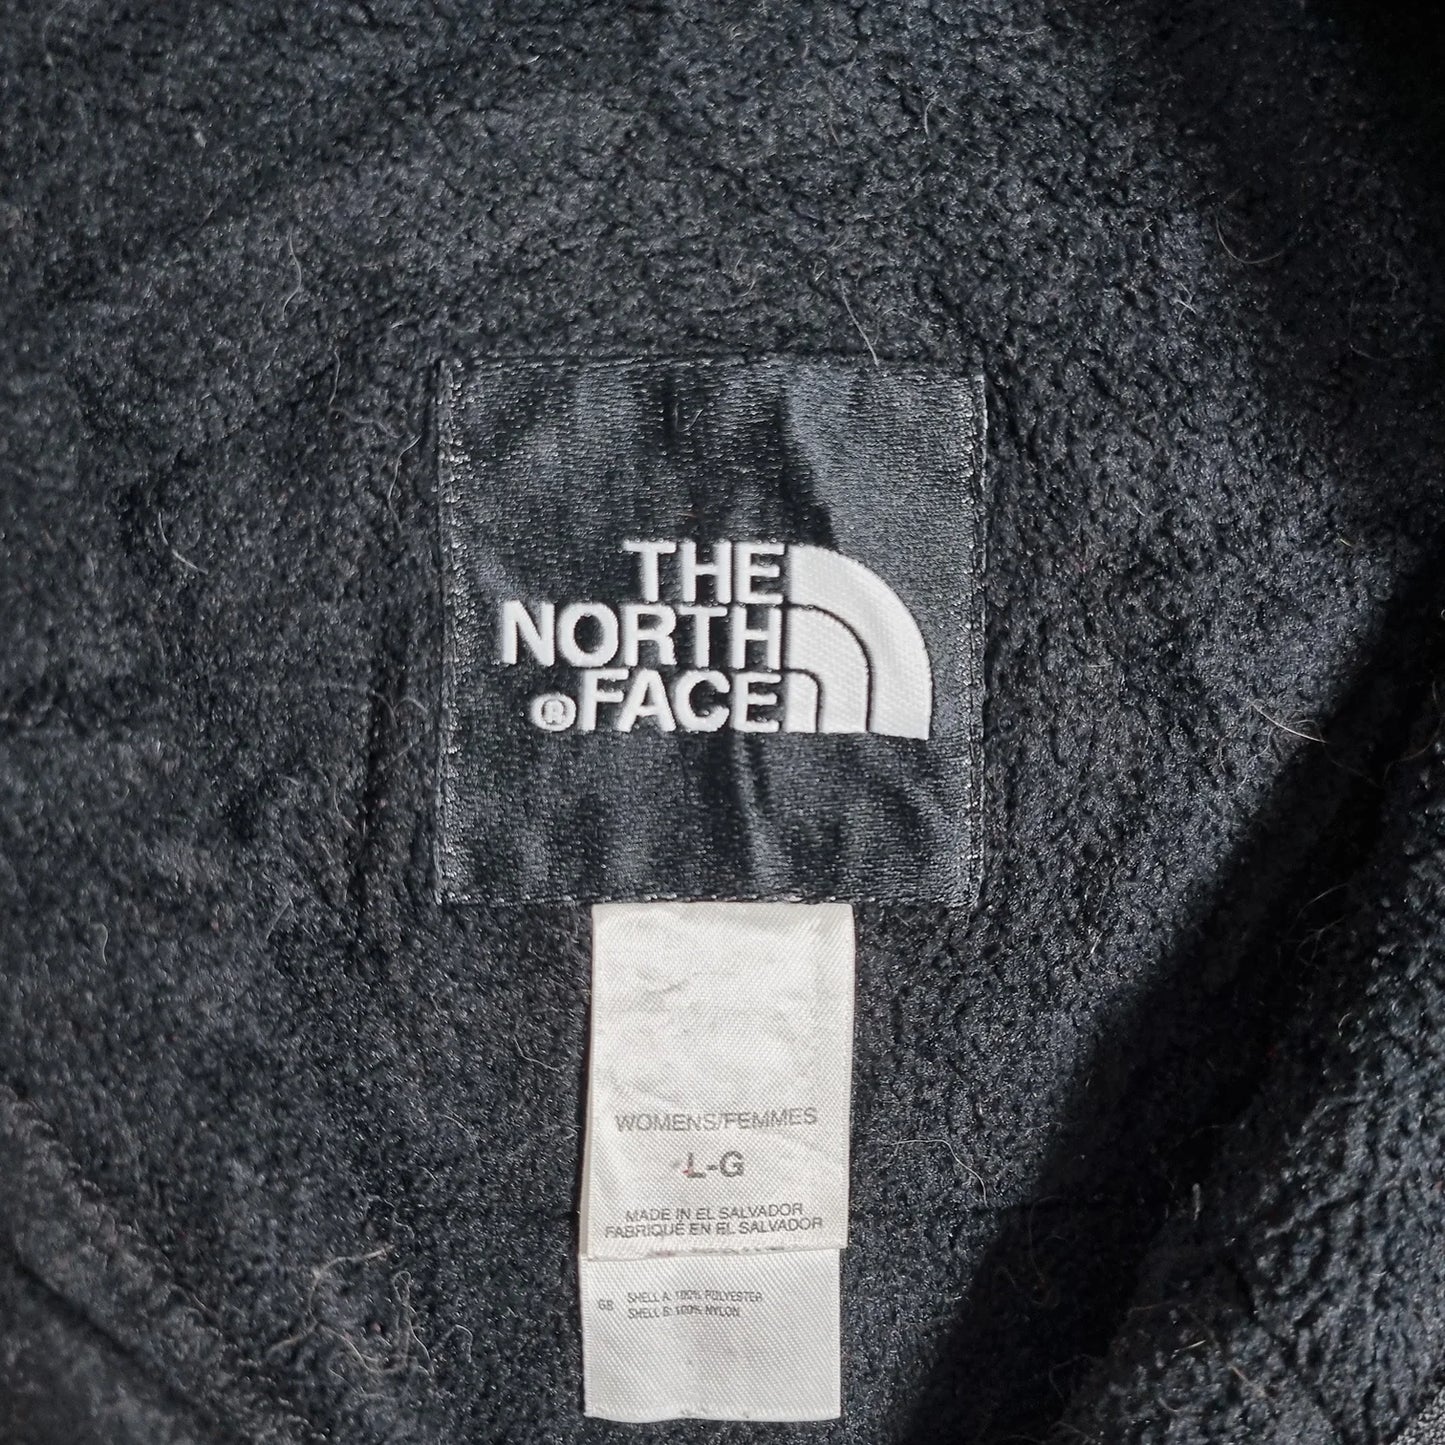 THE
NORTH
®FACE
WOMENS/FEMMES
L-G
MADE IN EL SALVADOR
FABRIQUÉ EN EL SALVADOR
GB SHELL A: 100% POLYESTER
SHELL B: 100% NYLON